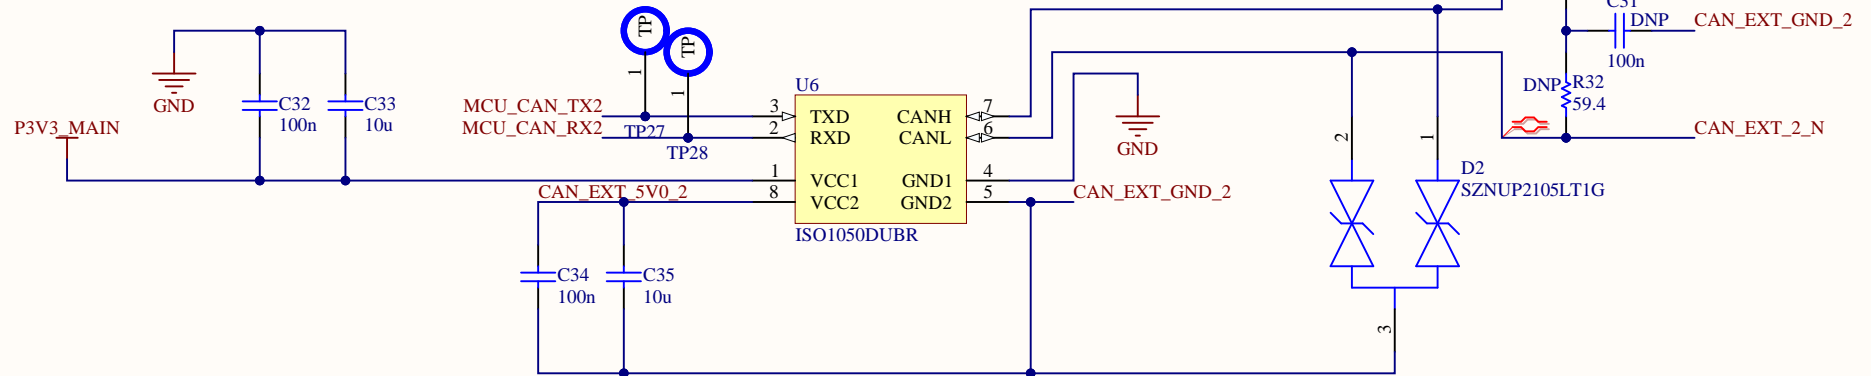 C31
DNP
CAN_EXT_GND_2
100n
TP
TP
1
1
GND
C32
100n
C33
10u
P3V3_MAIN
MCU_CAN_TX2
MCU_CAN_RX2
TP27
TP28
U6
3
TXD
CANH
7
2
RXD
CANL
6
1
VCC1
GND1
4
8
VCC2
GND2
5
ISO1050DUBR
GND
CAN_EXT_5V0_2
CAN_EXT_GND_2
DNP
R32
59.4
CAN_EXT_2_N
2
1
D2
SZNUP2105LT1G
C34
100n
C35
10u
3